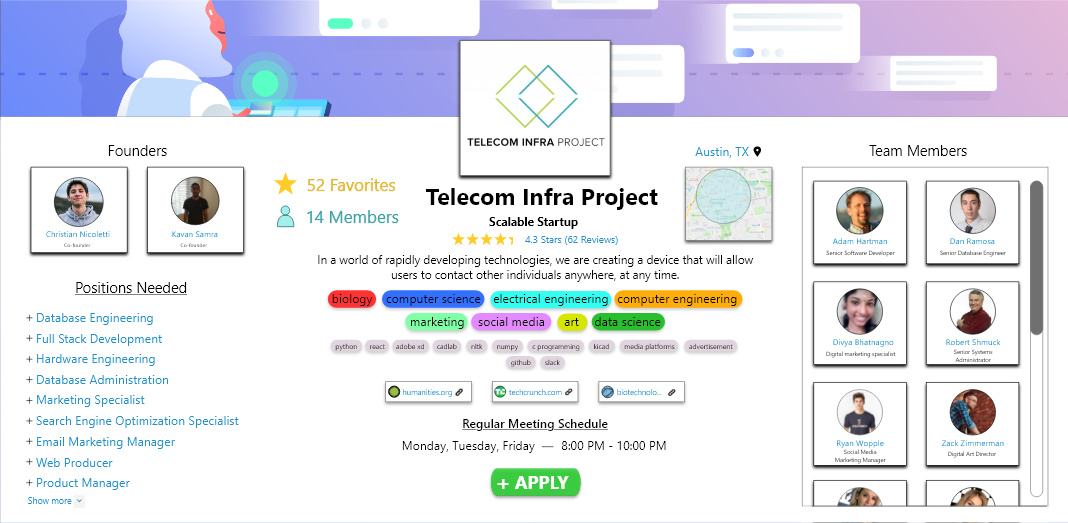 TELECOM INFRA PROJECT
Founders
Christian Nicoletti
Co-founder
Kavan Samra
Co-founder
Positions Needed
+ Database Engineering
+ Full Stack Development
+ Hardware Engineering
+ Database Administration
+ Marketing Specialist
+ Search Engine Optimization Specialist
+ Email Marketing Manager
+ Web Producer
+ Product Manager
Show more
52 Favorites
14 Members
Telecom Infra Project
Scalable Startup
4.3 Stars (62 Reviews)
Austin, TX
In a world of rapidly developing technologies, we are creating a device that will allow
users to contact other individuals anywhere, at any time.
biology computer science electrical engineering computer engineering
marketing social media art data science
python react adobe xd cadlab nltk numpy c programming kicad media platforms advertisement
github slack
humanities.org techcrunch.com biotechnolo...
Regular Meeting Schedule
Monday, Tuesday, Friday — 8:00 PM - 10:00 PM
+ APPLY
Team Members
Adam Hartman
Senior Software Developer
Dan Ramosa
Senior Database Engineer
Divya Bhatnagno
Digital marketing specialist
Robert Shmuck
Senior Systems
Administrator
Ryan Wopple
Social Media
Marketing Manager
Zack Zimmerman
Digital Art Director